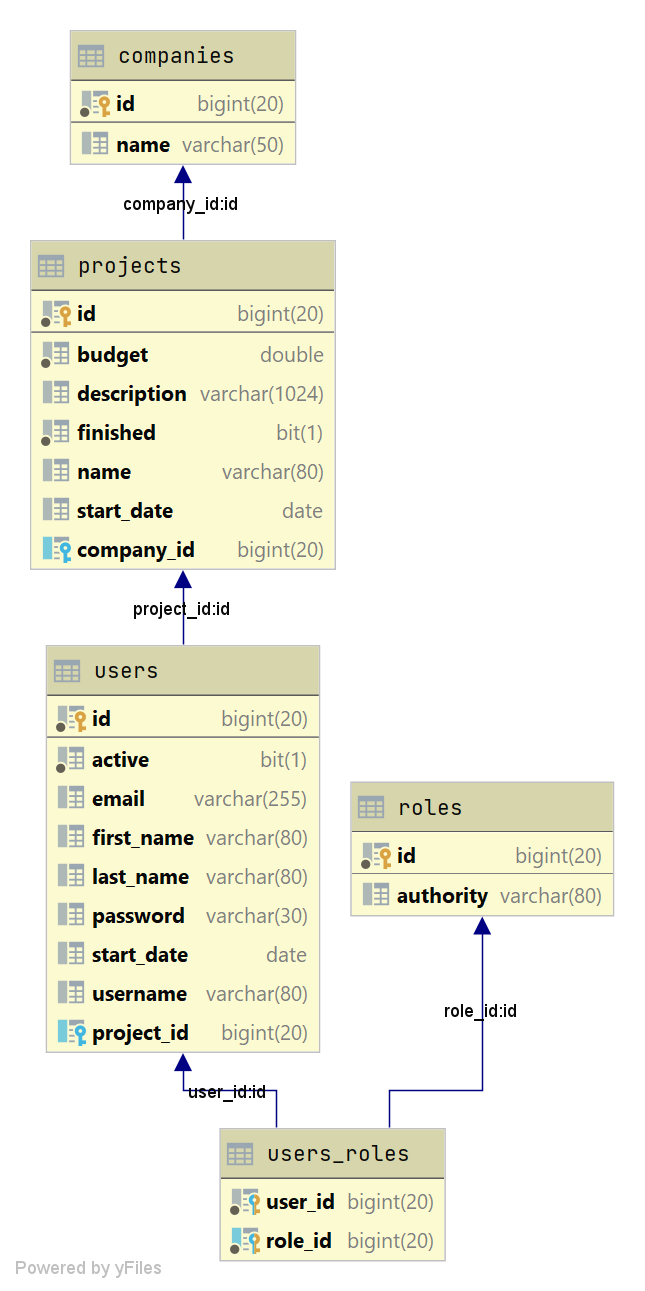 companies
id bigint(20)
name varchar(50)
company_id:id
projects
id bigint(20)
budget double
description varchar(1024)
finished bit(1)
name varchar(80)
start_date date
company_id bigint(20)
project_id:id
users
id bigint(20)
active bit(1)
email varchar(255)
first_name varchar(80)
last_name varchar(80)
password varchar(30)
start_date date
username varchar(80)
project_id bigint(20)
roles
id bigint(20)
authority varchar(80)
role_id:id
user_id:id
users_roles
user_id bigint(20)
role_id bigint(20)
Powered by yFiles